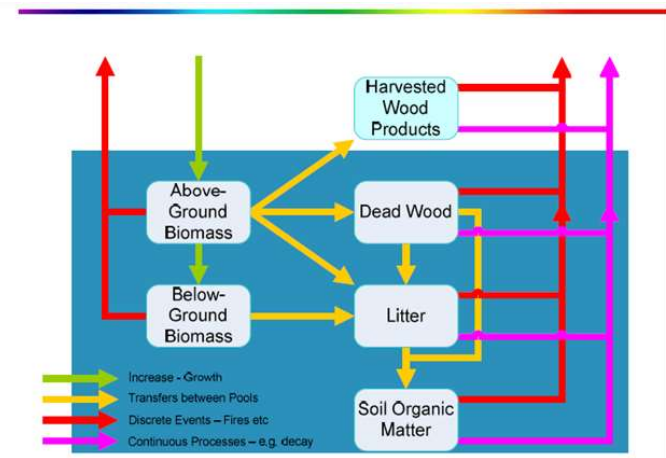 Harvested
Wood
Products
Above-
Ground
Biomass
Dead Wood
Below-
Ground
Biomass
Litter
Soil Organic
Matter
Increase - Growth
Transfers between Pools
Discrete Events – Fires etc
Continuous Processes – e.g. decay